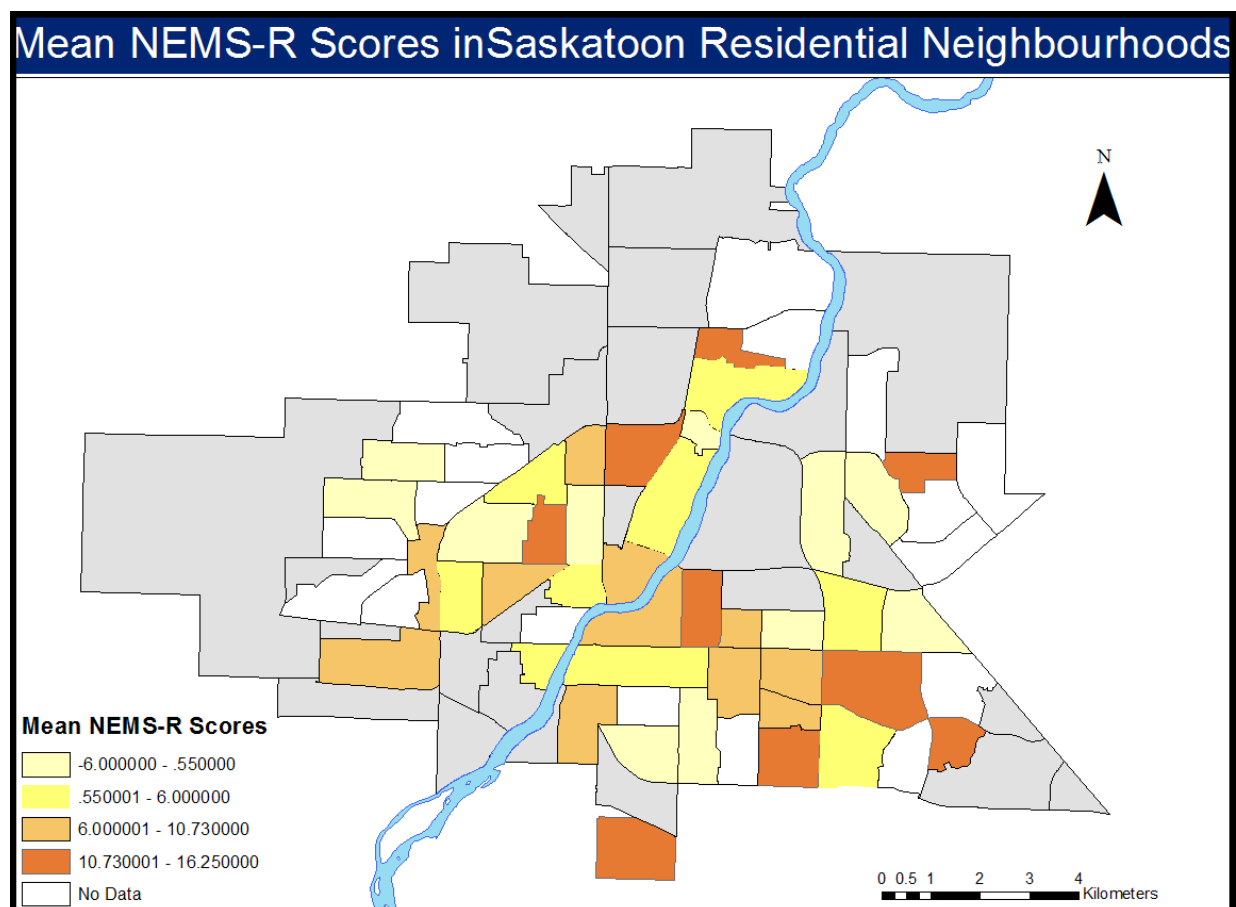 Mean NEMS-R Scores inSaskatoon Residential Neighbourhoods
N
Mean NEMS-R Scores
-6.000000 - .550000
.550001 - 6.000000
6.000001 - 10.730000
10.730001 - 16.250000
No Data
0 0.5 1 2 3 4
Kilometers